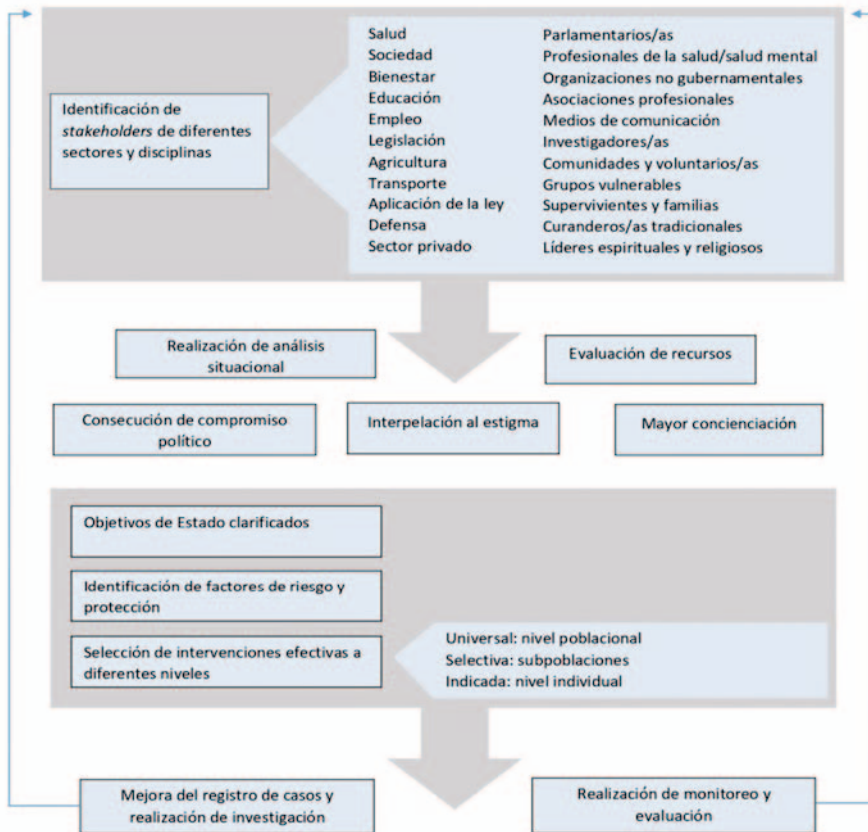 Identificación de
stakeholders de diferentes
sectores y disciplinas
Salud
Sociedad
Bienestar
Educación
Empleo
Legislación
Agricultura
Transporte
Aplicación de la ley
Defensa
Sector privado
Parlamentarios/as
Profesionales de la salud/salud mental
Organizaciones no gubernamentales
Asociaciones profesionales
Medios de comunicación
Investigadores/as
Comunidades y voluntarios/as
Grupos vulnerables
Supervivientes y familias
Curanderos/as tradicionales
Líderes espirituales y religiosos
Realización de análisis
situacional
Evaluación de recursos
Consecución de compromiso
político
Interpelación al estigma
Mayor concienciación
Objetivos de Estado clarificados
Identificación de factores de riesgo y
protección
Selección de intervenciones efectivas a
diferentes niveles
Universal: nivel poblacional
Selectiva: subpoblaciones
Indicada: nivel individual
Mejora del registro de casos y
realización de investigación
Realización de monitoreo y
evaluación